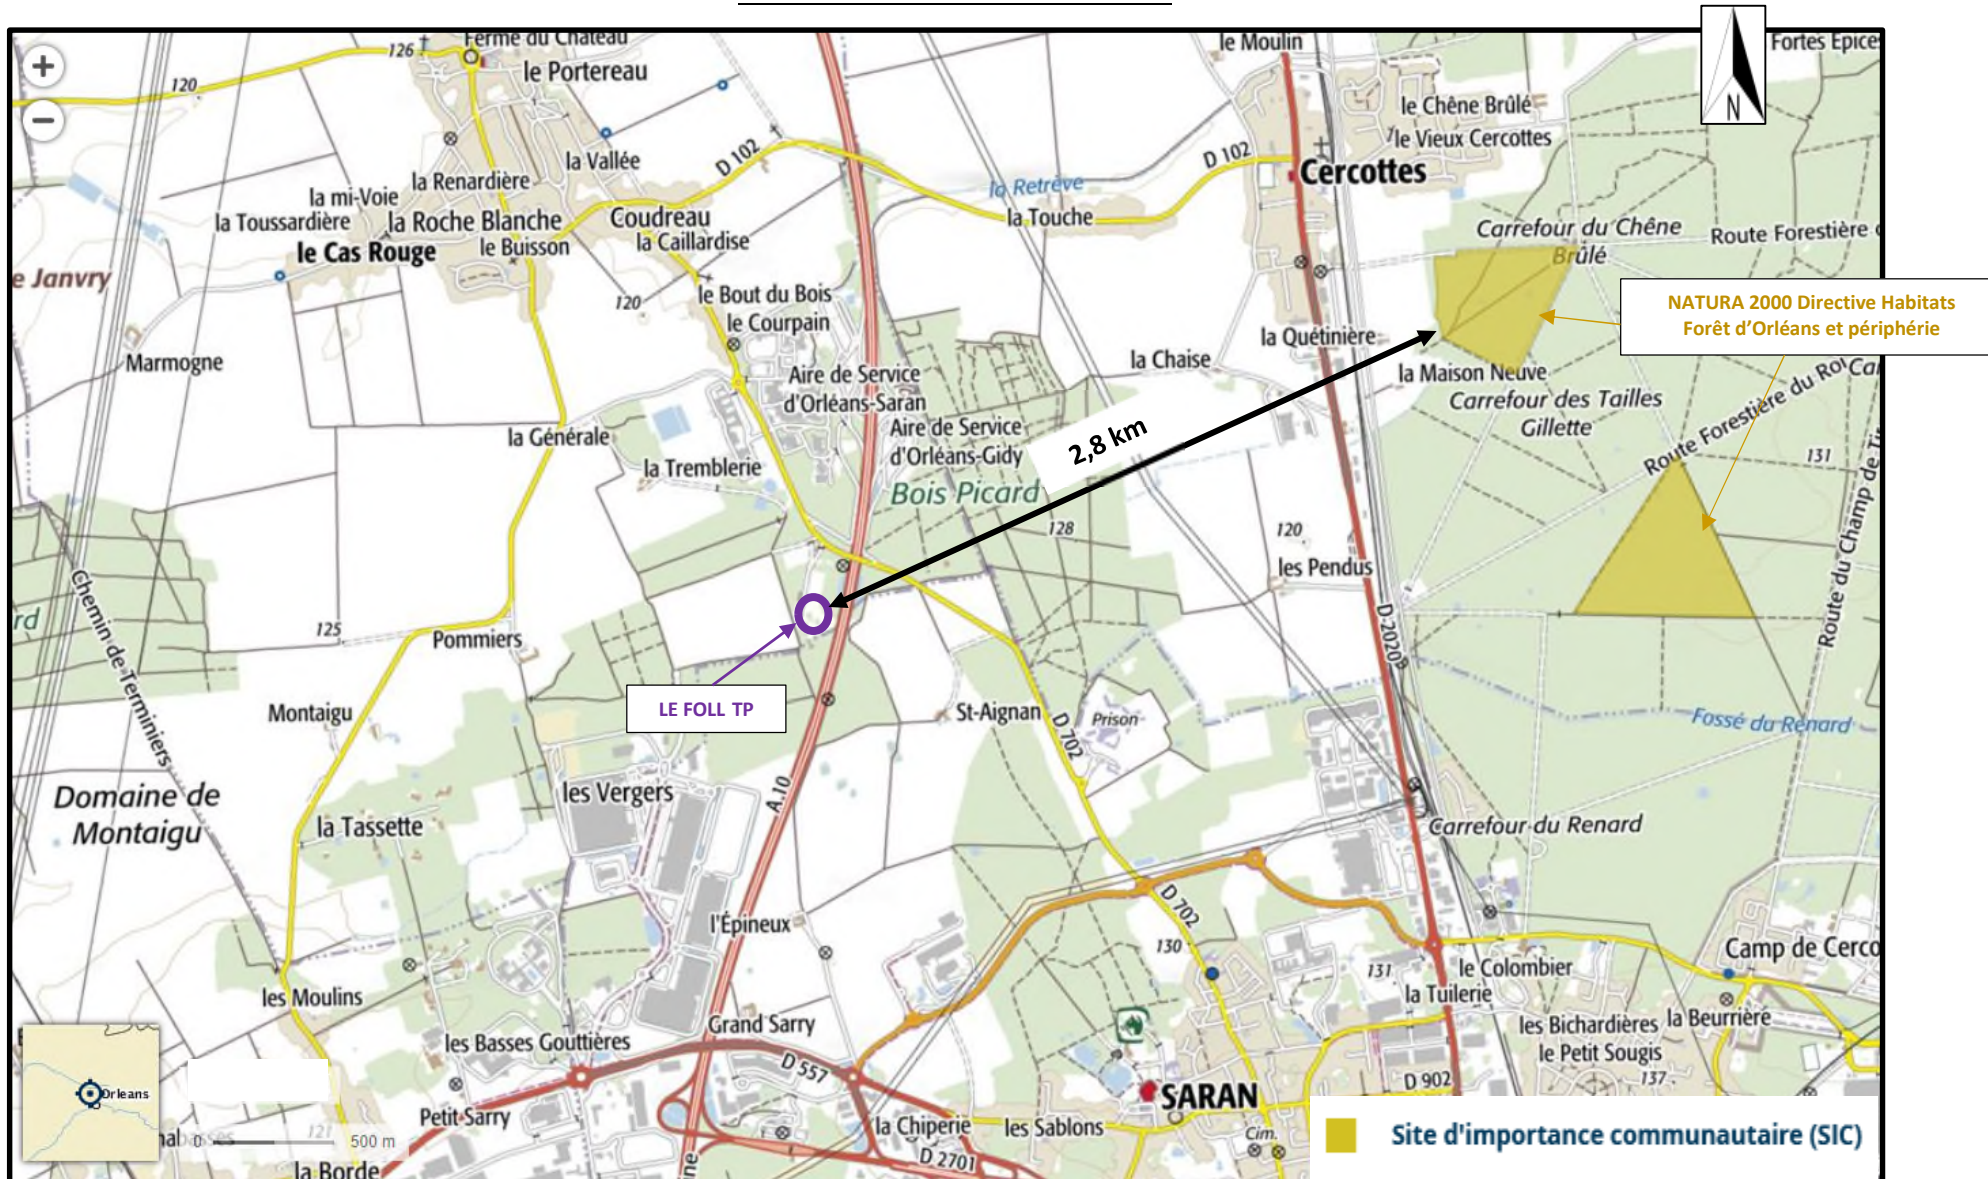 Ferme du Château
126
le Portereau
120
le Moulin
Fortes Epices
N
le Chêne Brûlé
le Vieux Cercottes
la Vallée
D 102
D 102
Cercottes
la Renardière
la mi-Voie
la Retrève
la Toussardière
la Roche Blanche
Coudreau
la Touche
le Cas Rouge
le Buisson
la Caillardise
Carrefour du Chêne
Brûlé
Route Forestière
e Janvry
120
le Bout du Bois
le Courpain
NATURA 2000 Directive Habitats
Forêt d'Orléans et périphérie
Marmogne
la Quétinière
la Chaise
Aire de Service
d'Orléans-Saran
la Maison Neuve
Carrefour des Tailles
Gillette
Route Forestière du Roi
Car
la Générale
Aire de Service
d'Orléans-Gidy
2,8 km
la Tremblerie
131
Bois Picard
128
120
les Pendus
Route du Champ de Tir
Chemin de Terminiers
rd
125
Pommiers
D 2020
LE FOLL TP
Montaigu
St-Aignan
D 702
Prison
Fossé du Renard
Domaine de
Montaigu
les Vergers
A 10
la Tassette
Carrefour du Renard
l'Épineux
D 702
130
131
le Colombier
Camp de Cerco
les Moulins
la Tuilerie
Grand Sarry
les Basses Gouttières
les Bichardières
la Beurrière
le Petit Sougis
D 557
Orleans
D 902
137
Petit Sarry
SARAN
la Chiperie
les Sablons
Cim.
0
500 m
121
la Borde
D 2701
Site d'importance communautaire (SIC)